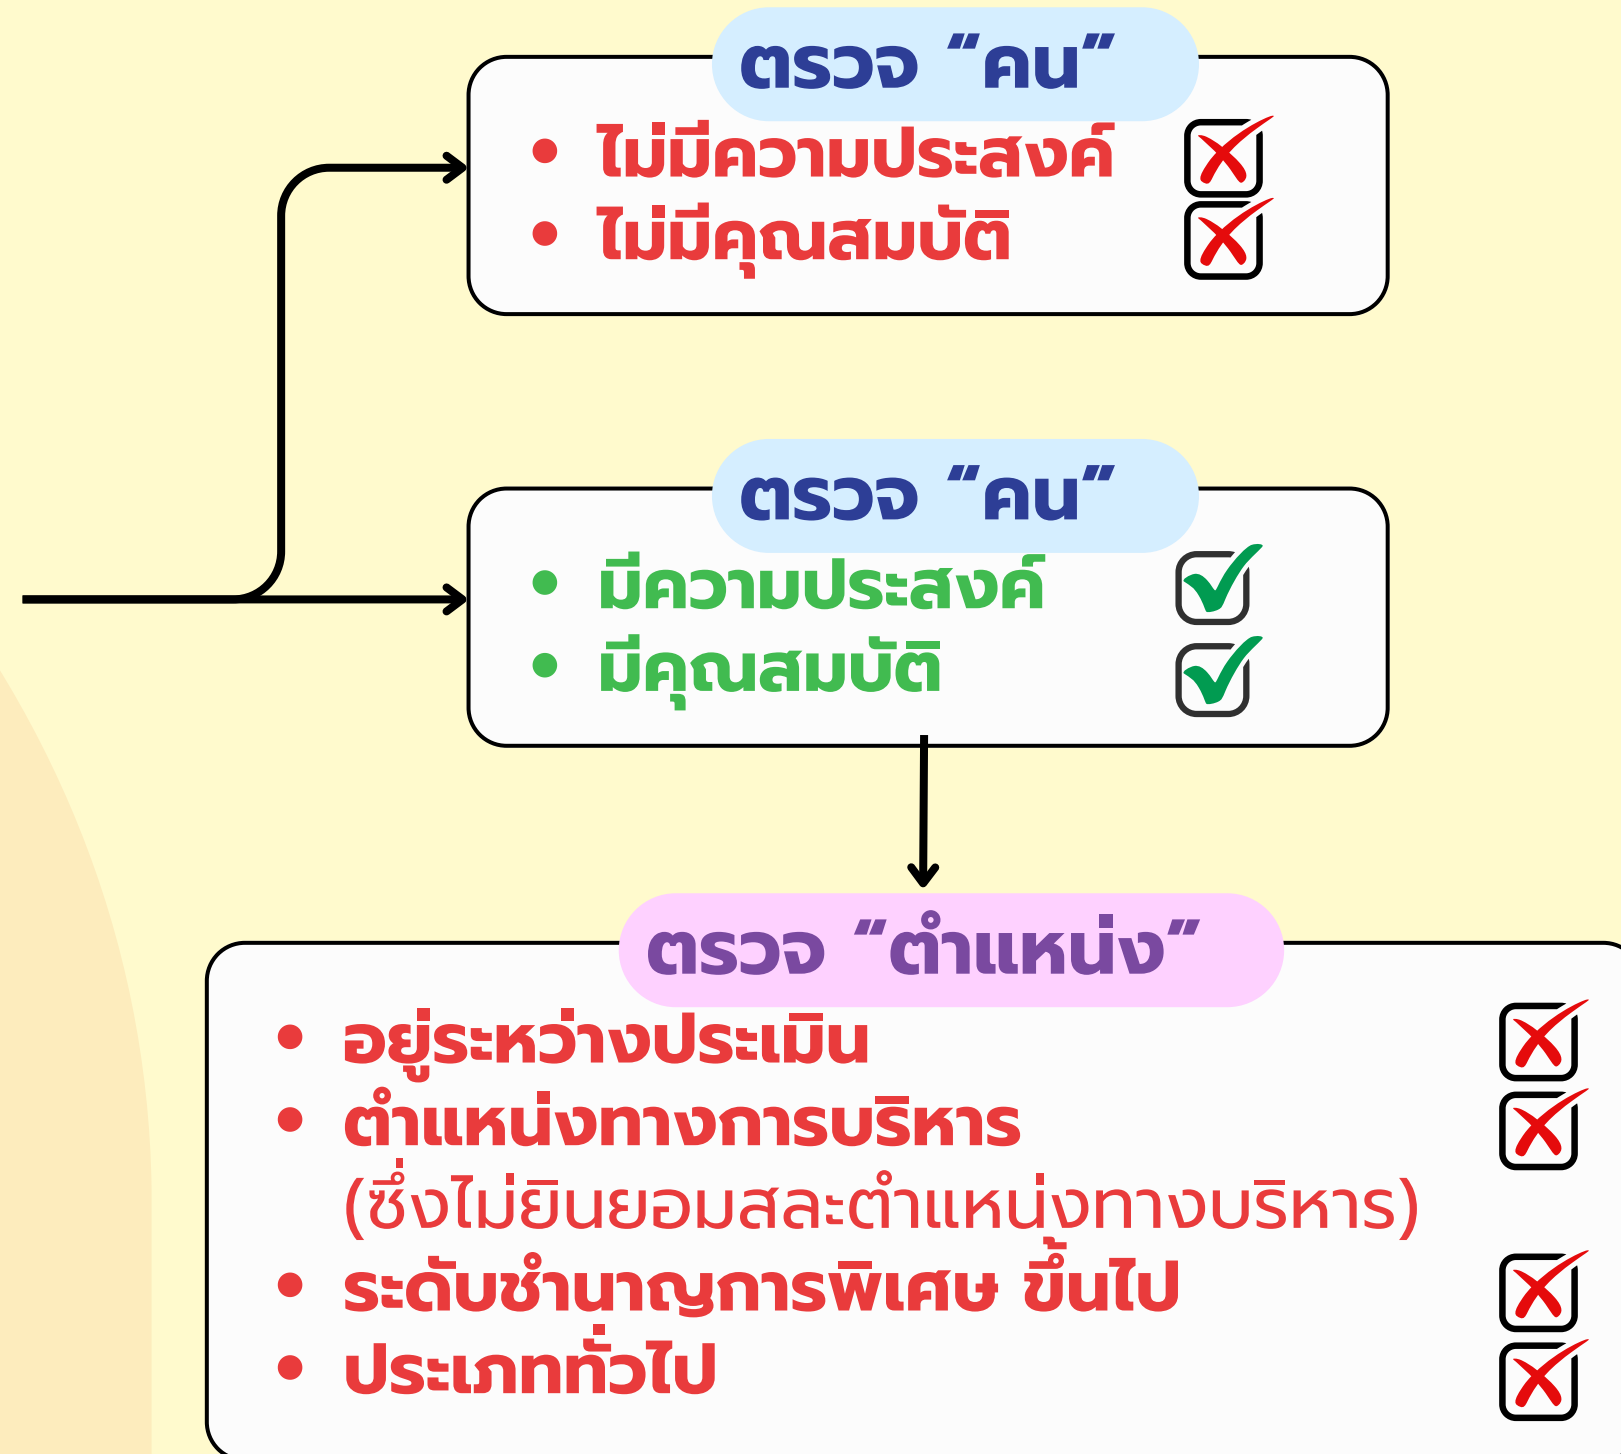 ตรวจ “คน”
• ไม่มีความประสงค์
• ไม่มีคุณสมบัติ
ตรวจ “คน”
• มีความประสงค์
• มีคุณสมบัติ
ตรวจ “ตำแหน่ง”
• อยู่ระหว่างประเมิน
• ตำแหน่งทางการบริหาร
(ซึ่งไม่ยินยอมสละตำแหน่งทางบริหาร)
• ระดับชำนาญการพิเศษ ขึ้นไป
• ประเภททั่วไป